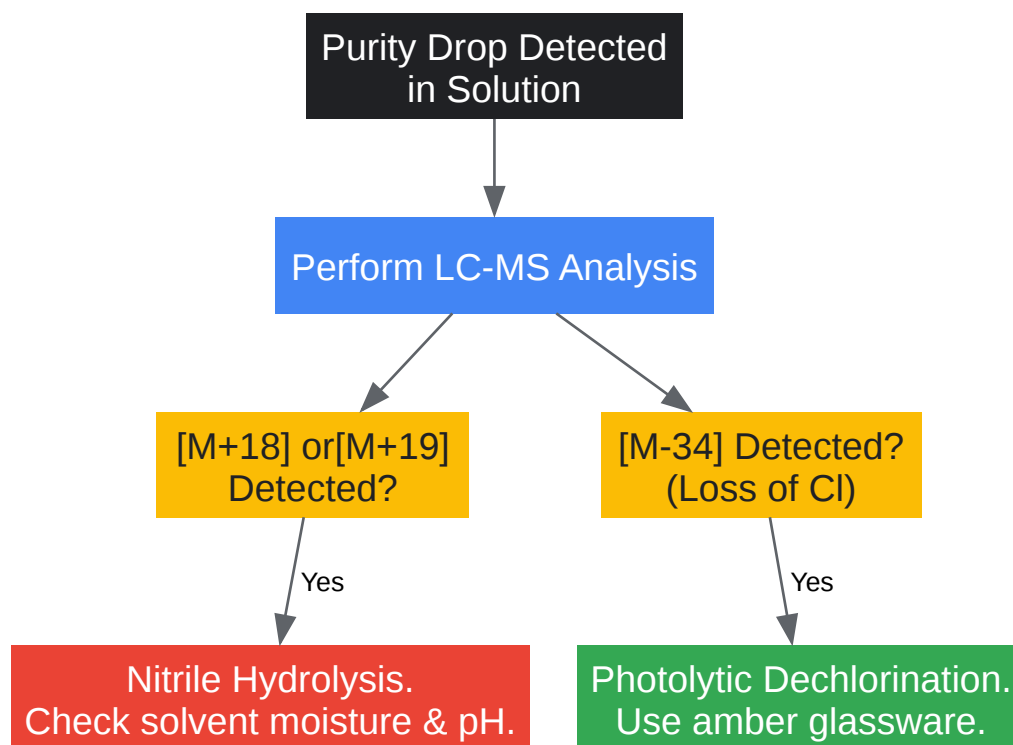 Purity Drop Detected
in Solution
Perform LC-MS Analysis
[M+18] or[M+19]
Detected?
[M-34] Detected?
(Loss of Cl)
Yes
Yes
Nitrile Hydrolysis.
Check solvent moisture & pH.
Photolytic Dechlorination.
Use amber glassware.